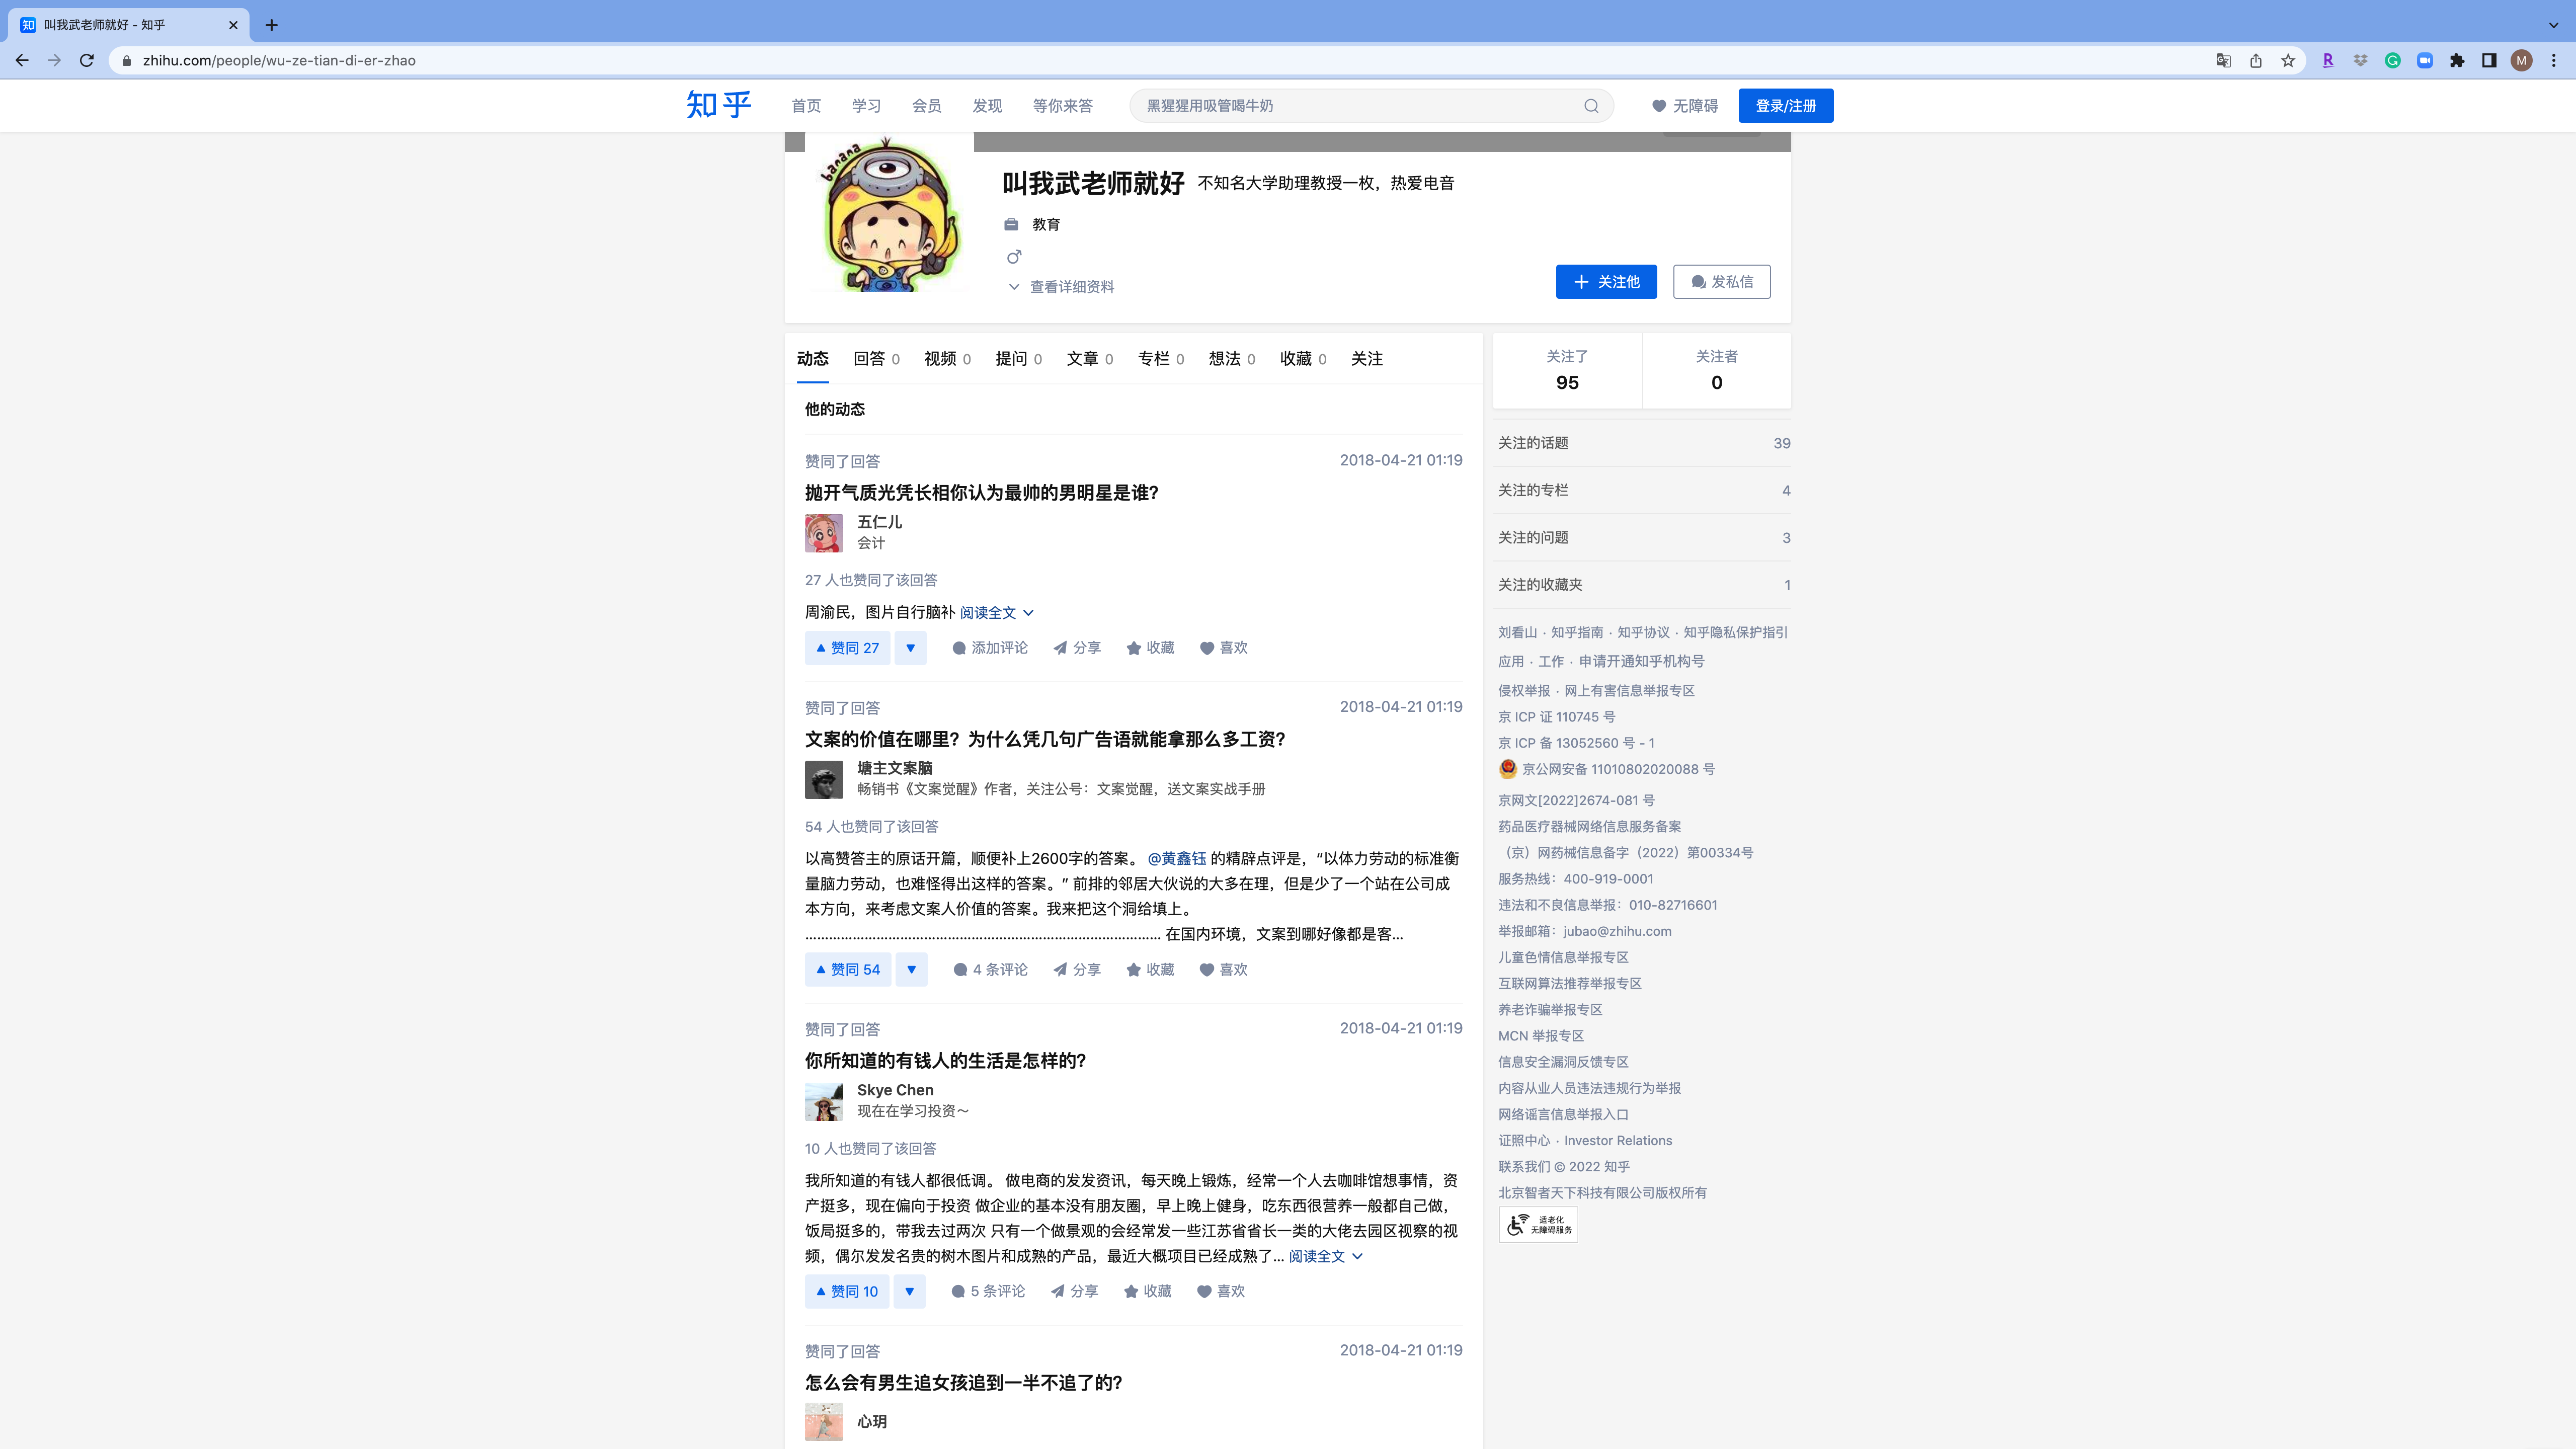 知 叫我武老师就好 - 知乎
zhihu.com/people/wu-ze-tian-di-er-zhao
M
知乎 首页 学习 会员 发现 等你来答 黑猩猩用吸管喝牛奶 无障碍 登录/注册
banana
叫我武老师就好 不知名大学助理教授一枚，热爱电音
教育
查看详细资料
关注他 发私信
动态 回答 0 视频 0 提问 0 文章 0 专栏 0 想法 0 收藏 0 关注
他的动态
赞同了回答 2018-04-21 01:19
抛开气质光凭长相你认为最帅的男明星是谁?
五仁儿
会计
27 人也赞同了该回答
周渝民，图片自行脑补 阅读全文
赞同 27 添加评论 分享 收藏 喜欢
赞同了回答 2018-04-21 01:19
文案的价值在哪里？为什么凭几句广告语就能拿那么多工资?
塘主文案脑
畅销书《文案觉醒》作者，关注公号：文案觉醒，送文案实战手册
54 人也赞同了该回答
以高赞答主的原话开篇，顺便补上2600字的答案。 @黄鑫钰 的精辟点评是，“以体力劳动的标准衡
量脑力劳动，也难怪得出这样的答案。” 前排的邻居大伙说的大多在理，但是少了一个站在公司成
本方向，来考虑文案人价值的答案。我来把这个洞给填上。
……………………………………………………………………………… 在国内环境，文案到哪好像都是客...
赞同 54 4 条评论 分享 收藏 喜欢
赞同了回答 2018-04-21 01:19
你所知道的有钱人的生活是怎样的?
Skye Chen
现在在学习投资～
10 人也赞同了该回答
我所知道的有钱人都很低调。 做电商的发发资讯，每天晚上锻炼，经常一个人去咖啡馆想事情，资
产挺多，现在偏向于投资 做企业的基本没有朋友圈，早上晚上健身，吃东西很营养一般都自己做，
饭局挺多的，带我去过两次 只有一个做景观的会经常发一些江苏省省长一类的大佬去园区视察的视
频，偶尔发发名贵的树木图片和成熟的产品，最近大概项目已经成熟了... 阅读全文
赞同 10 5 条评论 分享 收藏 喜欢
赞同了回答 2018-04-21 01:19
怎么会有男生追女孩追到一半不追了的?
心玥
关注了 关注者
95 0
关注的话题 39
关注的专栏 4
关注的问题 3
关注的收藏夹 1
刘看山 · 知乎指南 · 知乎协议 · 知乎隐私保护指引
应用 · 工作 · 申请开通知乎机构号
侵权举报 · 网上有害信息举报专区
京 ICP 证 110745 号
京 ICP 备 13052560 号 - 1
京公网安备 11010802020088 号
京网文[2022]2674-081 号
药品医疗器械网络信息服务备案
（京）网药械信息备字（2022）第00334号
服务热线：400-919-0001
违法和不良信息举报：010-82716601
举报邮箱：jubao@zhihu.com
儿童色情信息举报专区
互联网算法推荐举报专区
养老诈骗举报专区
MCN 举报专区
信息安全漏洞反馈专区
内容从业人员违法违规行为举报
网络谣言信息举报入口
证照中心 · Investor Relations
联系我们 © 2022 知乎
北京智者天下科技有限公司版权所有
适老化
无障碍服务